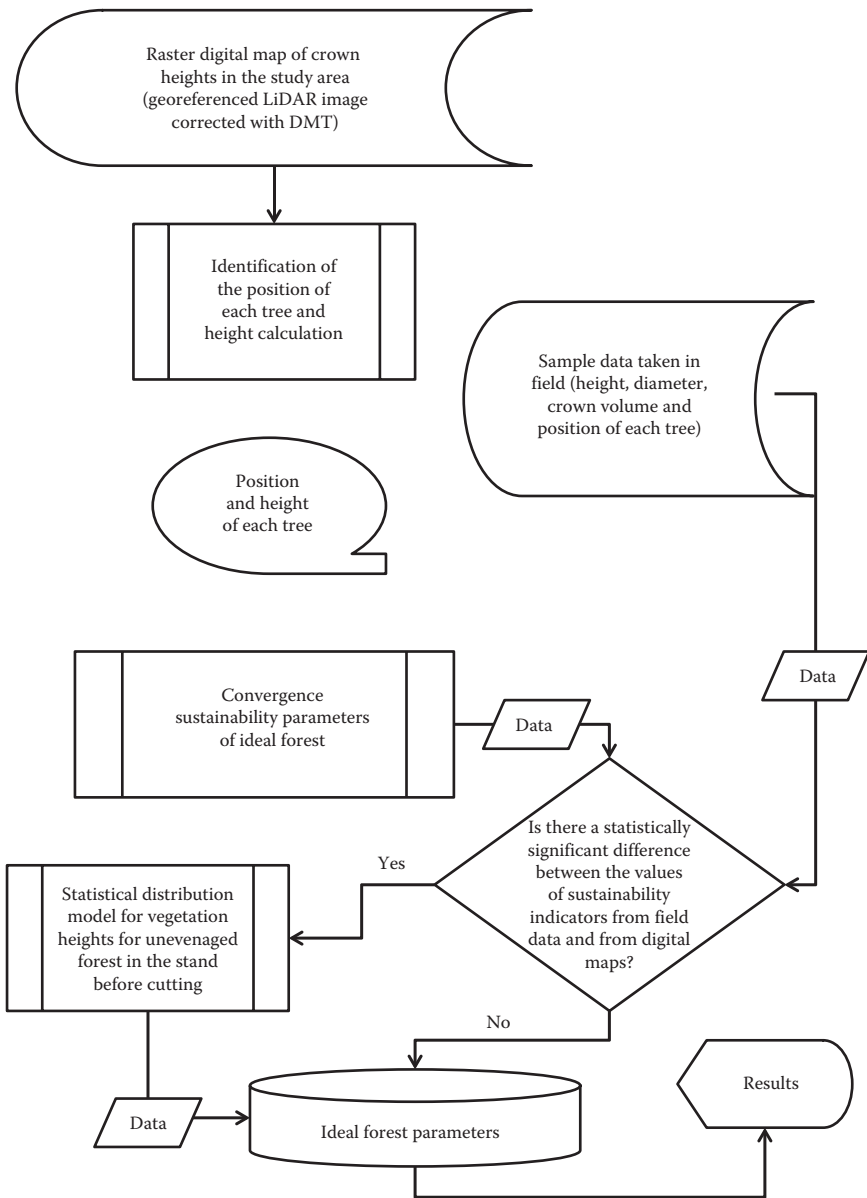 Raster digital map of crown
heights in the study area
(georeferenced LiDAR image
corrected with DMT)
Identification of
the position of
each tree and
height calculation
Sample data taken in
field (height, diameter,
crown volume and
position of each tree)
Position
and height
of each tree
Data
Convergence
sustainability parameters
of ideal forest
Data
Is there a statistically
significant difference
between the values
of sustainability
indicators from field
data and from digital
maps?
Yes
Statistical distribution
model for vegetation
heights for unevenaged
forest in the stand
before cutting
No
Data
Ideal forest parameters
Results